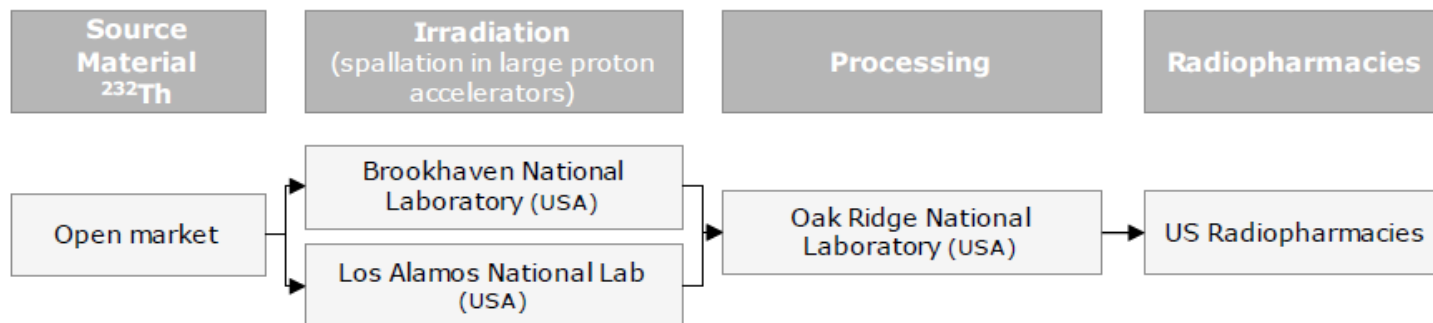 Source
Material
²³²Th
Irradiation
(spallation in large proton
accelerators)
Processing
Radiopharmacies
Open market
Brookhaven National
Laboratory (USA)
Los Alamos National Lab
(USA)
Oak Ridge National
Laboratory (USA)
US Radiopharmacies